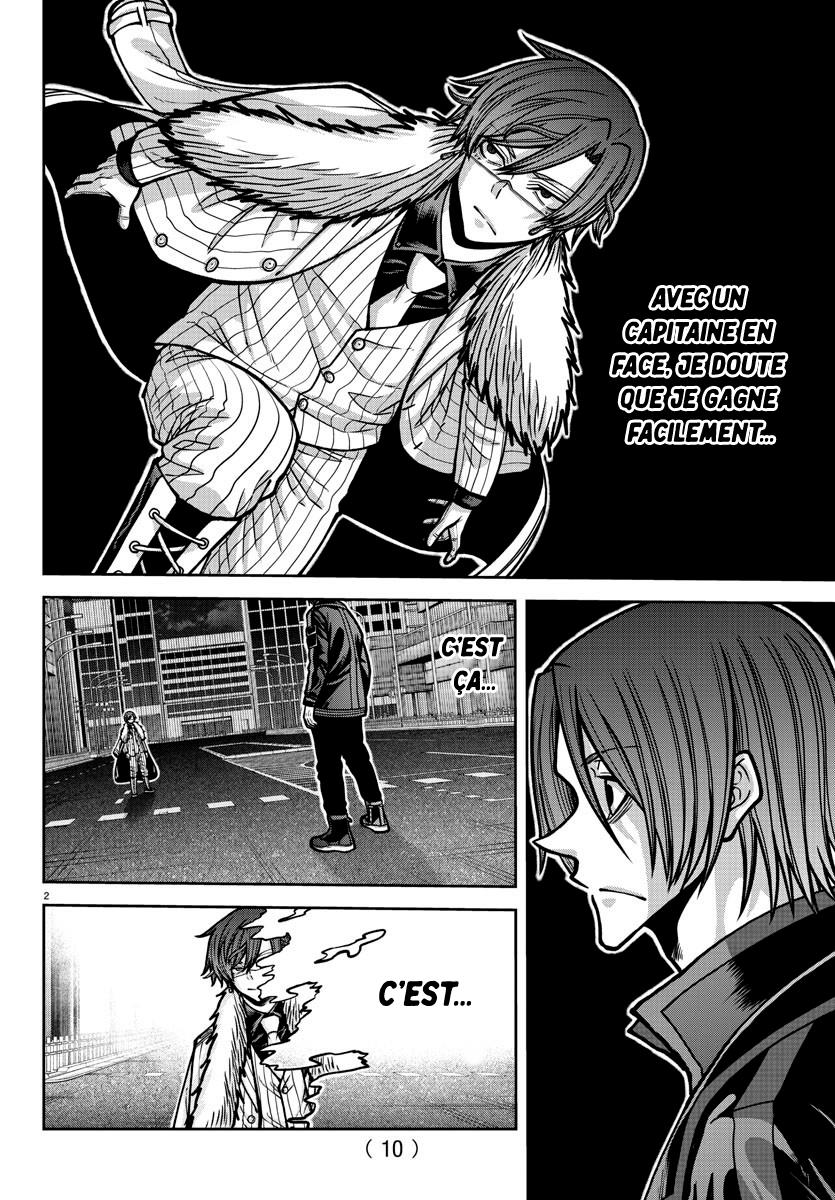 AVEC UN
CAPITAINE EN
FACE, JE DOUTE
QUE JE GAGNE
FACILEMENT...
C'EST
ÇA...
2
C'EST...
( 10 )